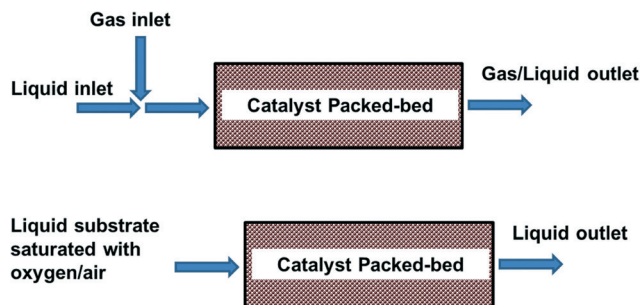 Gas inlet
Liquid inlet
Catalyst Packed-bed
Gas/Liquid outlet
Liquid substrate
saturated with
oxygen/air
Catalyst Packed-bed
Liquid outlet